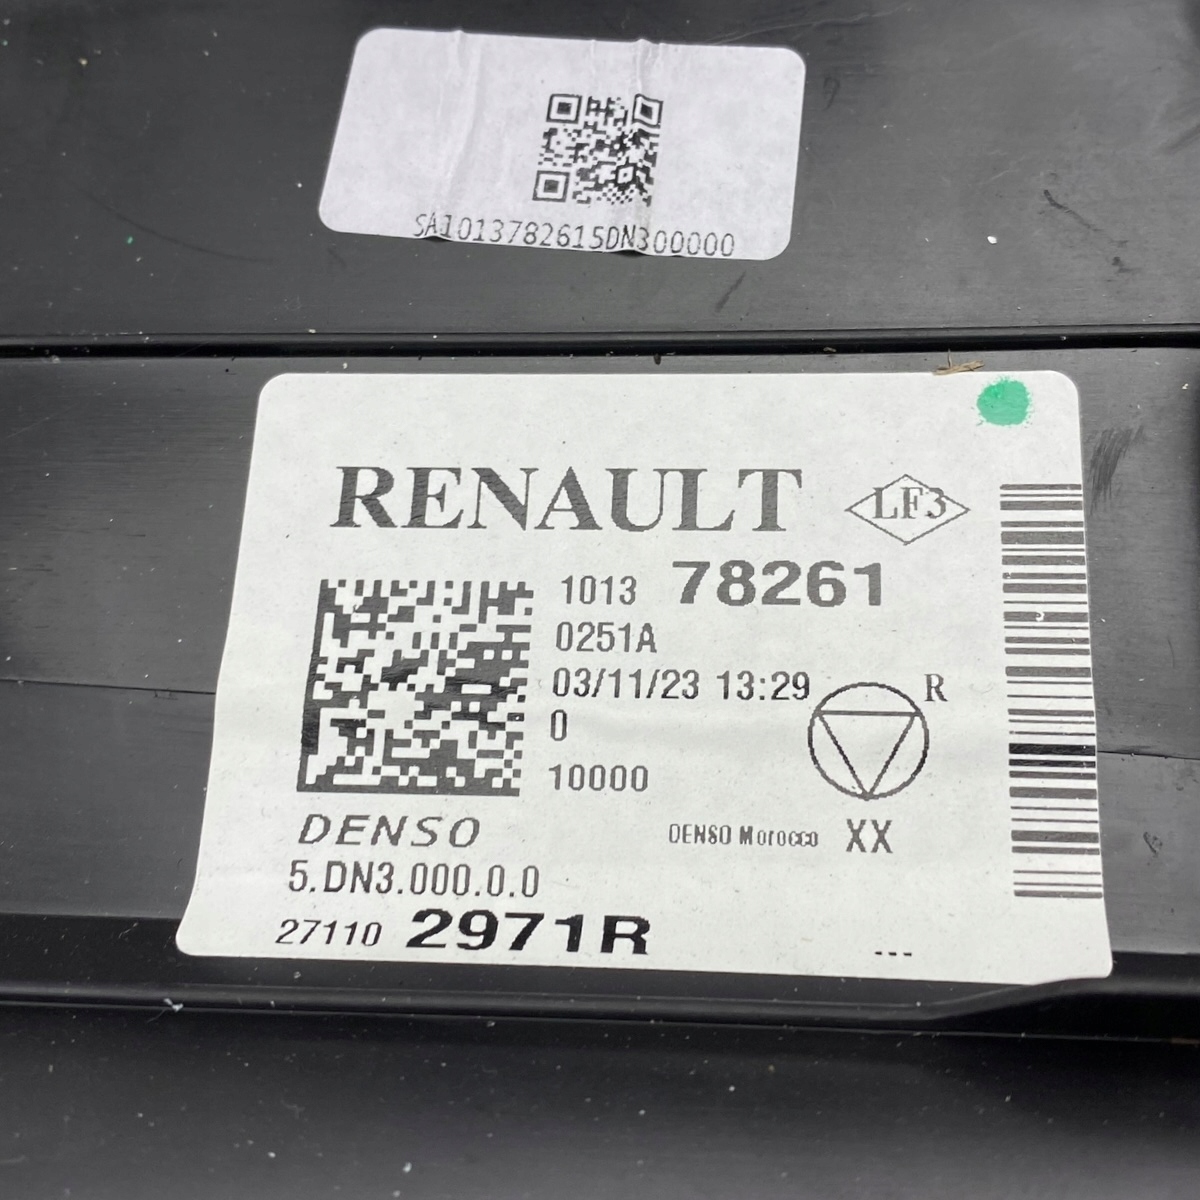 SA1013782615DN300000
RENAULT LF3
1013 78261
0251A
03/11/23 13:29
R
0
10000
DENSO
DENSO Morocco XX
5.DN3.000.0.0
27110 2971R
---